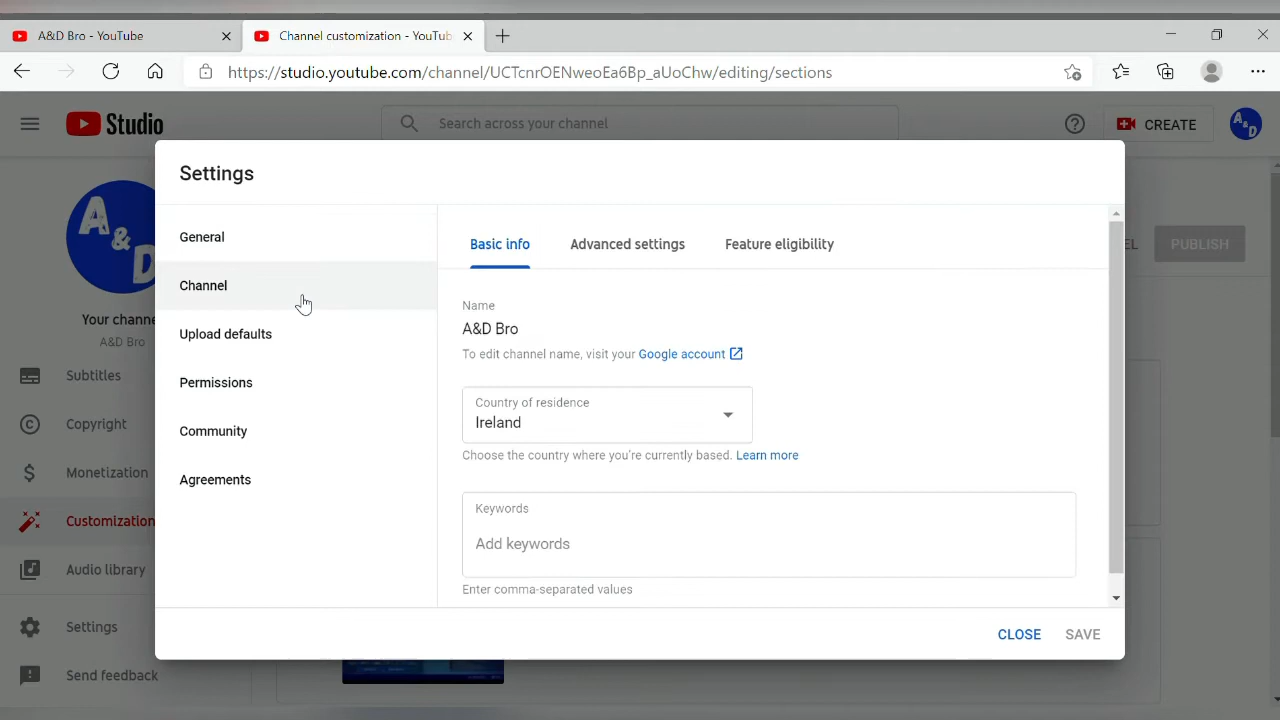 A&D Bro - YouTube
Channel customization - YouTub
https://studio.youtube.com/channel/UCTcnrOENweoEa6Bp_aUoChw/editing/sections
Studio
Search across your channel
CREATE
A&D
A&D
Your channe
A&D Bro
Subtitles
Copyright
Monetization
Customization
Audio library
Settings
Send feedback
EL
PUBLISH
Settings
General
Channel
Upload defaults
Permissions
Community
Agreements
Basic info
Advanced settings
Feature eligibility
Name
A&D Bro
To edit channel name, visit your Google account
Country of residence
Ireland
Choose the country where you're currently based. Learn more
Keywords
Add keywords
Enter comma-separated values
CLOSE
SAVE